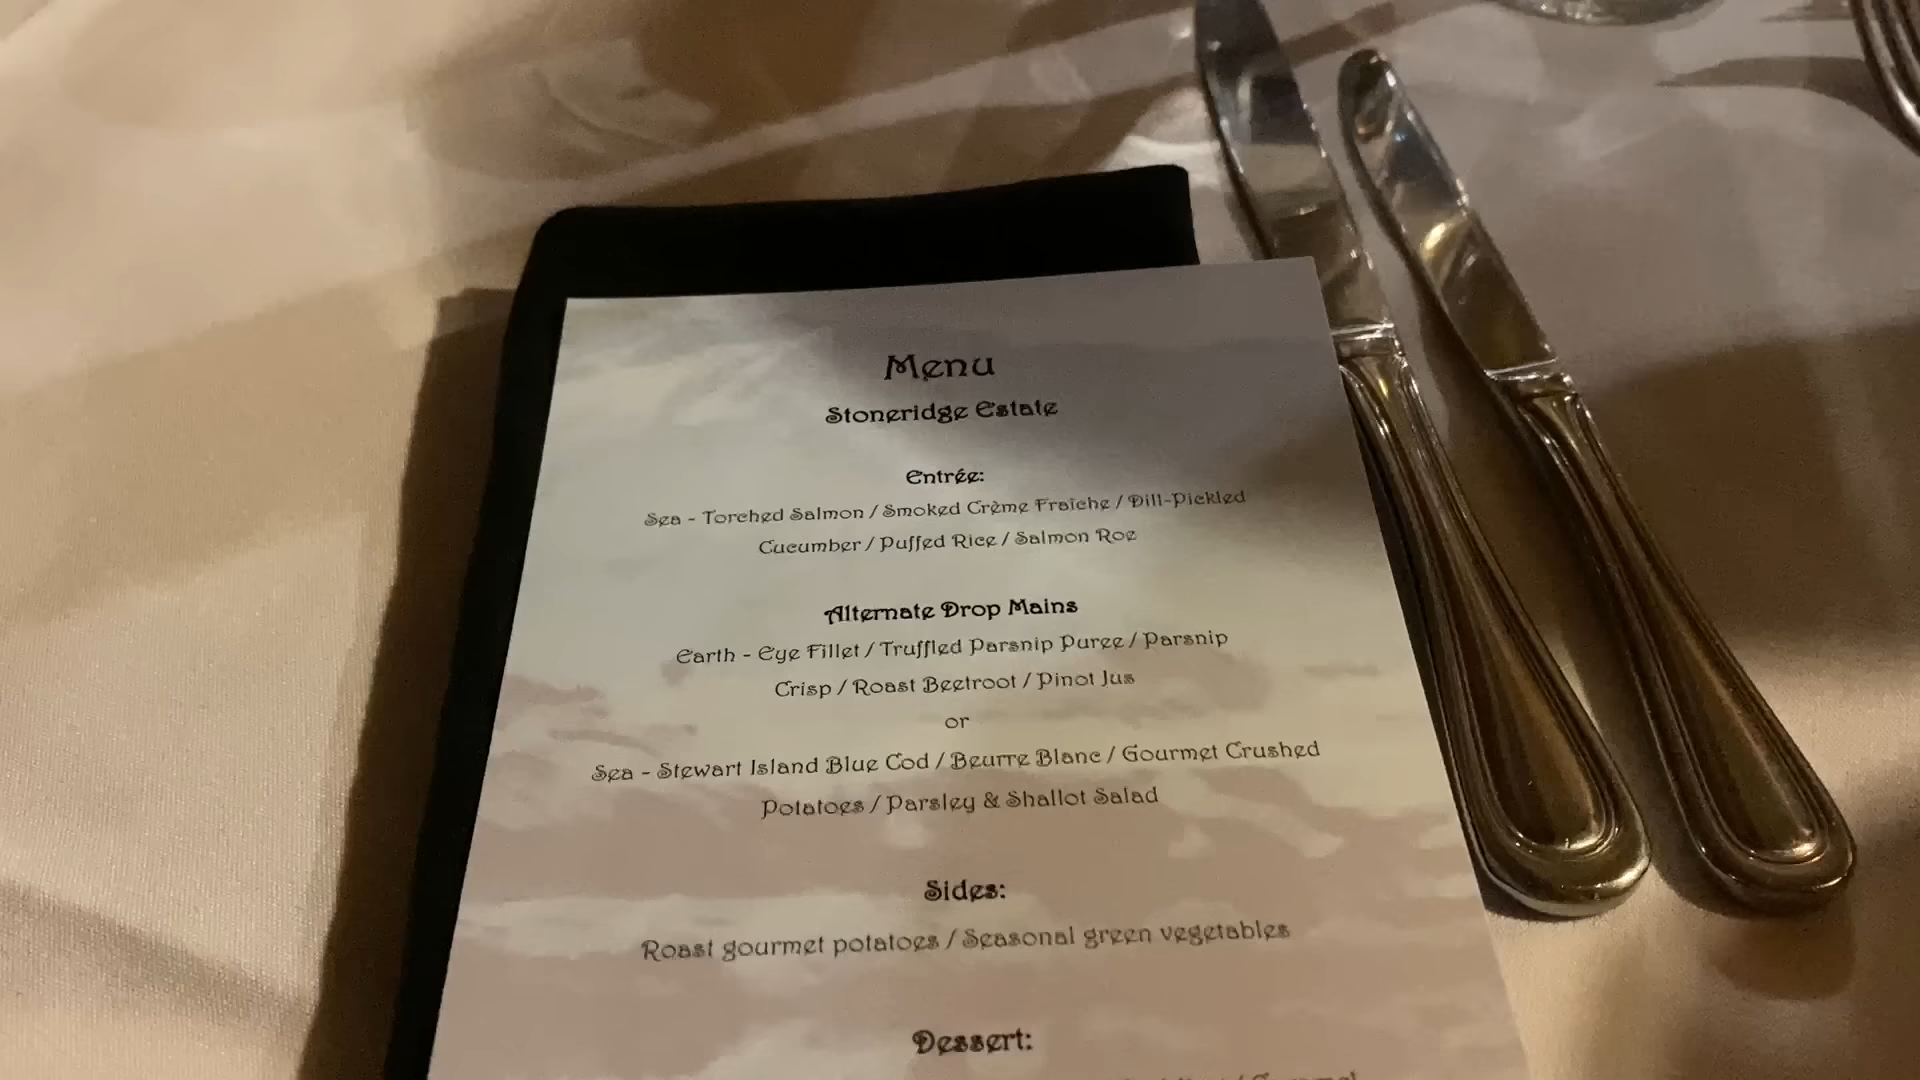 Menu
Stoneridge Estate
Entrée:
Sea - Torched Salmon / Smoked Crème Fraîche / Dill-Pickled
Cucumber / Puffed Rice / Salmon Roe
Alternate Drop Mains
Earth - Eye Fillet / Truffled Parsnip Puree / Parsnip
Crisp / Roast Beetroot / Pinot Jus
or
Sea - Stewart Island Blue Cod / Beurre Blanc / Gourmet Crushed
Potatoes / Parsley & Shallot Salad
Sides:
Roast gourmet potatoes / Seasonal green vegetables
Dessert: